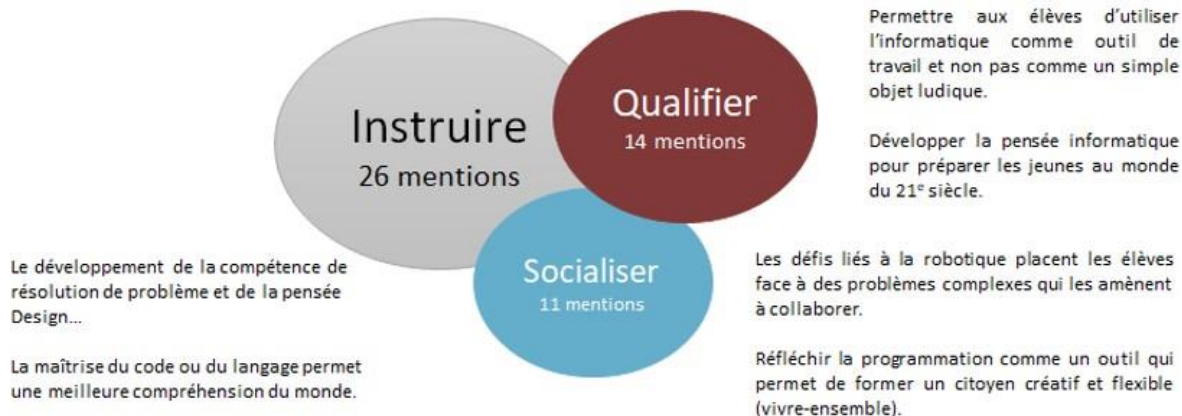 Instruire
26 mentions
Qualifier
14 mentions
Permettre aux élèves d'utiliser
l'informatique comme outil de
travail et non pas comme un simple
objet ludique.
Développer la pensée informatique
pour préparer les jeunes au monde
du 21e siècle.
Le développement de la compétence de
résolution de problème et de la pensée
Design...
La maîtrise du code ou du langage permet
une meilleure compréhension du monde.
Socialiser
11 mentions
Les défis liés à la robotique placent les élèves
face à des problèmes complexes qui les amènent
à collaborer.
Réfléchir la programmation comme un outil qui
permet de former un citoyen créatif et flexible
(vivre-ensemble).